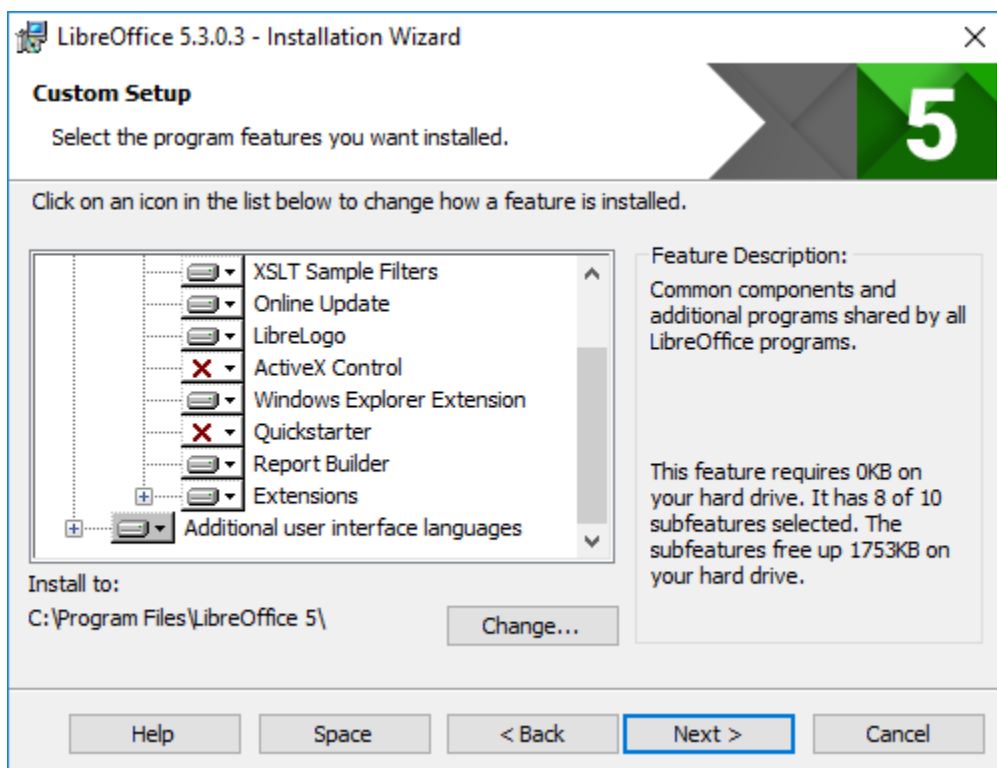 LibreOffice 5.3.0.3 - Installation Wizard
Custom Setup
Select the program features you want installed.
5
Click on an icon in the list below to change how a feature is installed.
XSLT Sample Filters
Online Update
LibreLogo
ActiveX Control
Windows Explorer Extension
Quickstarter
Report Builder
Extensions
Additional user interface languages
Feature Description:
Common components and
additional programs shared by all
LibreOffice programs.
This feature requires 0KB on
your hard drive. It has 8 of 10
subfeatures selected. The
subfeatures free up 1753KB on
your hard drive.
Install to:
C:\Program Files\LibreOffice 5\
Change...
Help
Space
< Back
Next >
Cancel